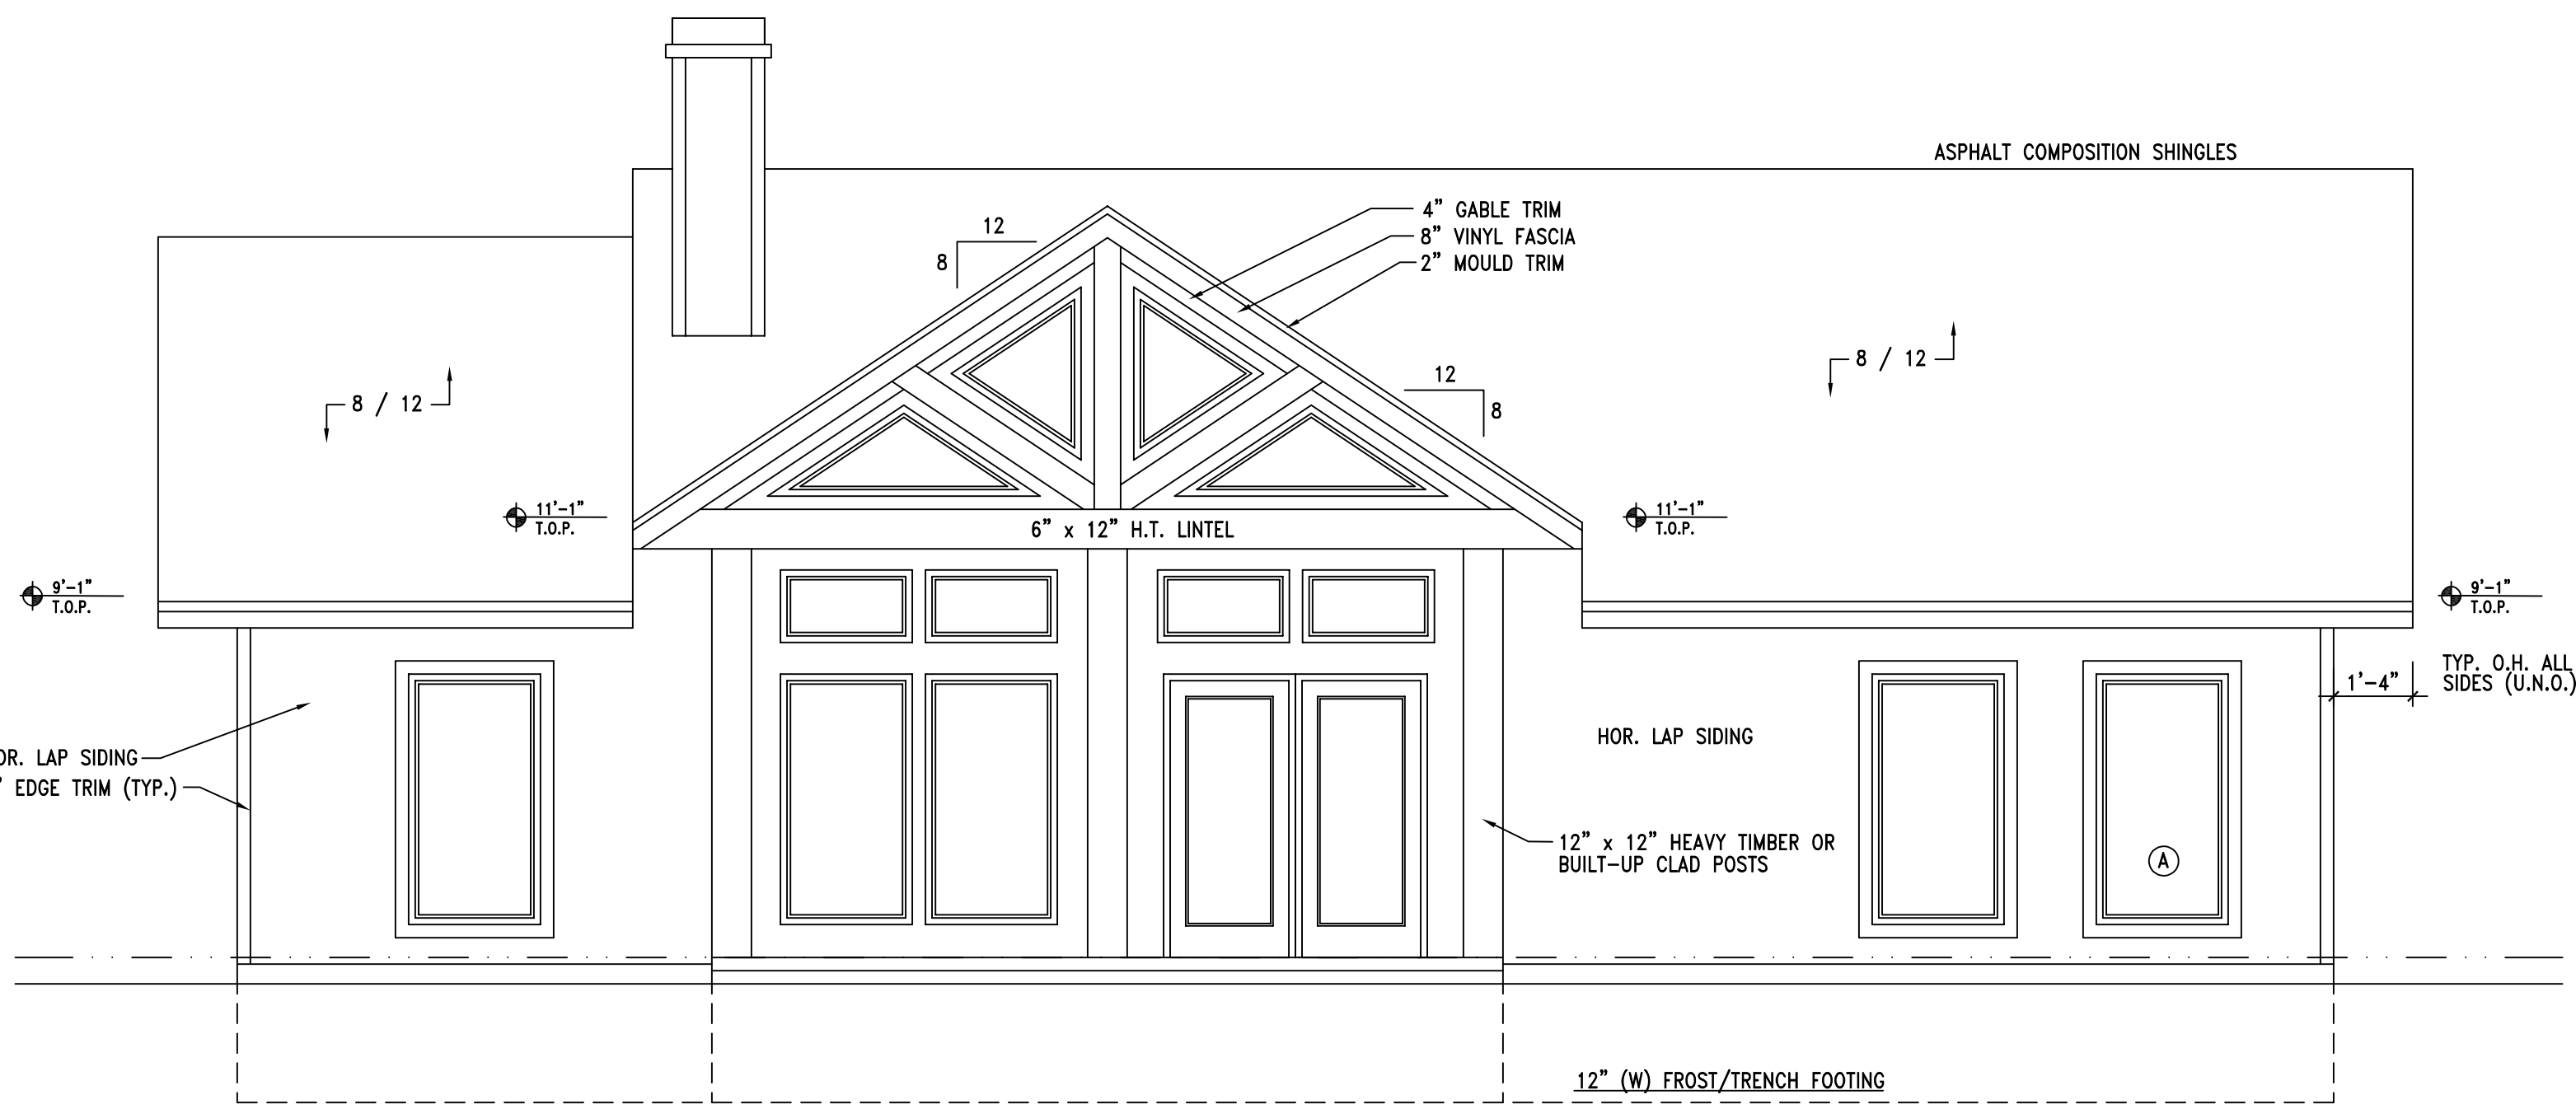 ASPHALT COMPOSITION SHINGLES
4” GABLE TRIM
8” VINYL FASCIA
2” MOULD TRIM
12
8
12
8
8 / 12
8 / 12
11'-1”
T.O.P.
11'-1”
T.O.P.
6” x 12” H.T. LINTEL
9'-1”
T.O.P.
9'-1”
T.O.P.
TYP. O.H. ALL
SIDES (U.N.O.)
1'-4”
HOR. LAP SIDING
OR. LAP SIDING
” EDGE TRIM (TYP.)
12” x 12” HEAVY TIMBER OR
BUILT-UP CLAD POSTS
A
12” (W) FROST/TRENCH FOOTING